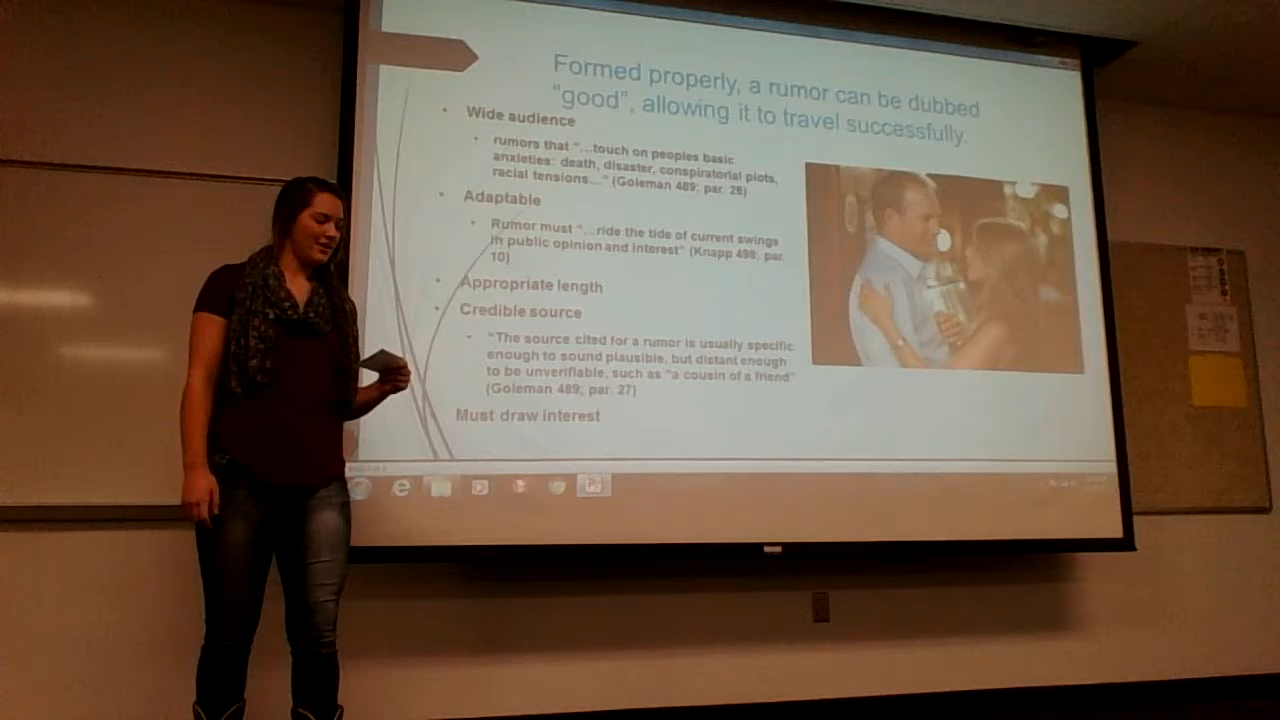 Formed properly, a rumor can be dubbed
"good", allowing it to travel successfully.
Wide audience
rumors that "...touch on peoples basic
anxieties: death, disaster, conspiratorial plots,
racial tensions..." (Goleman 489; par. 26)
Adaptable
Rumor must "...ride the tide of current swings
in public opinion and interest" (Knapp 498; par.
10)
Appropriate length
Credible source
"The source cited for a rumor is usually specific
enough to sound plausible, but distant enough
to be unverifiable, such as "a cousin of a friend"
(Goleman 489; par. 27)
Must draw interest